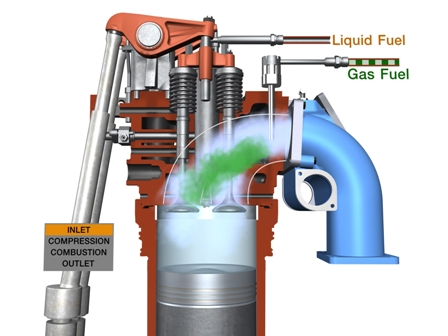 Liquid Fuel
Gas Fuel
INLET
COMPRESSION
COMBUSTION
OUTLET